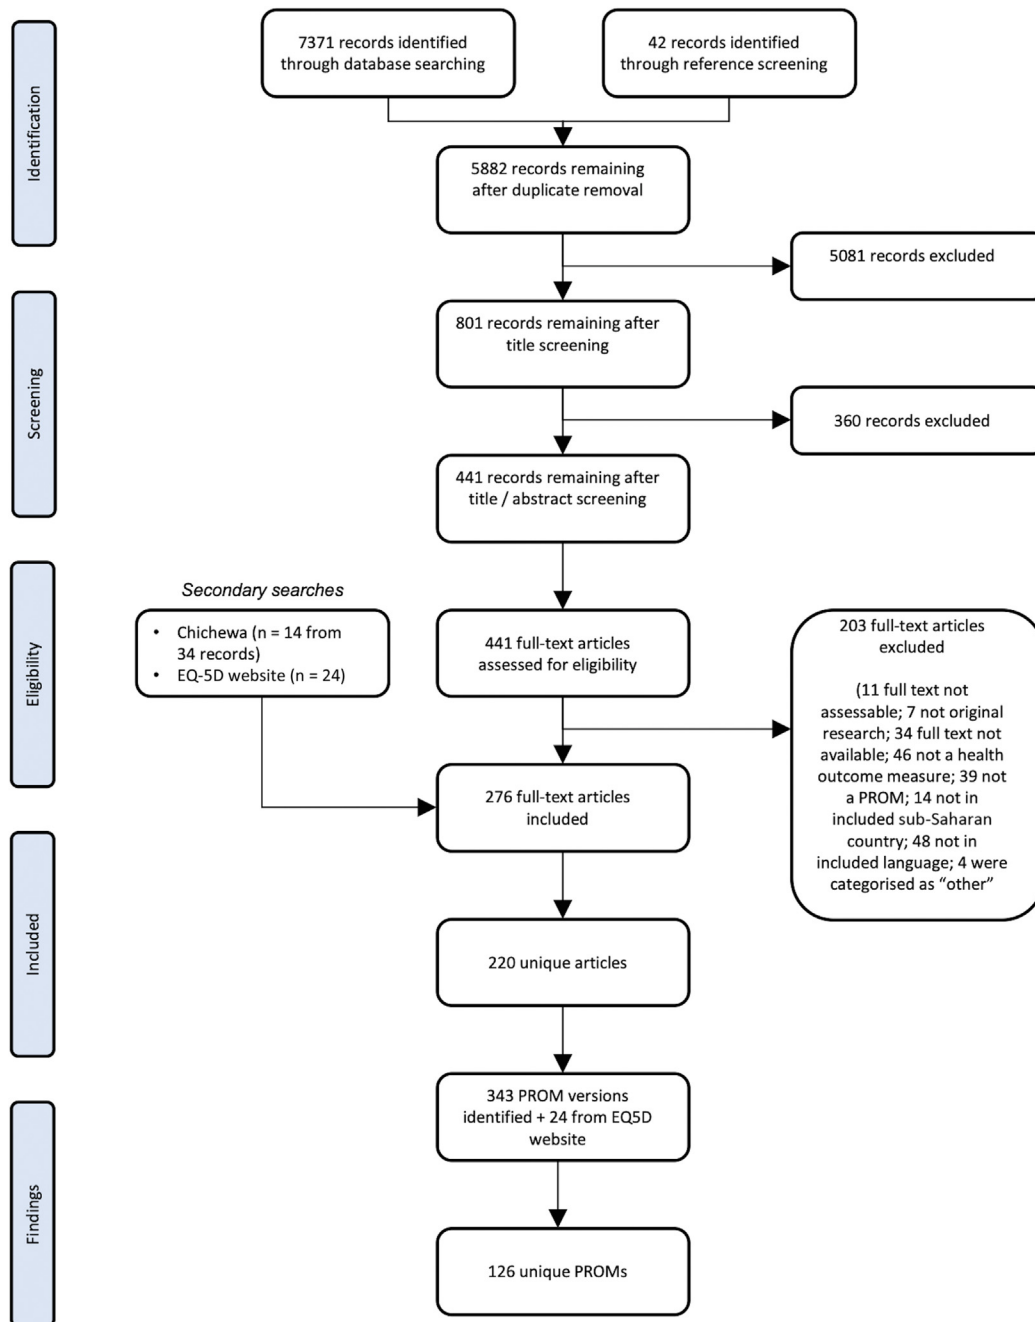 7371 records identified
through database searching
42 records identified
through reference screening
Identification
5882 records remaining
after duplicate removal
5081 records excluded
801 records remaining after
title screening
Screening
360 records excluded
441 records remaining after
title / abstract screening
Secondary searches
• Chichewa (n = 14 from
34 records)
• EQ-5D website (n = 24)
Eligibility
441 full-text articles
assessed for eligibility
203 full-text articles
excluded
(11 full text not
assessable; 7 not original
research; 34 full text not
available; 46 not a health
outcome measure; 39 not
a PROM; 14 not in
included sub-Saharan
country; 48 not in
included language; 4 were
categorised as “other”
276 full-text articles
included
Included
220 unique articles
343 PROM versions
identified + 24 from EQ5D
website
Findings
126 unique PROMs